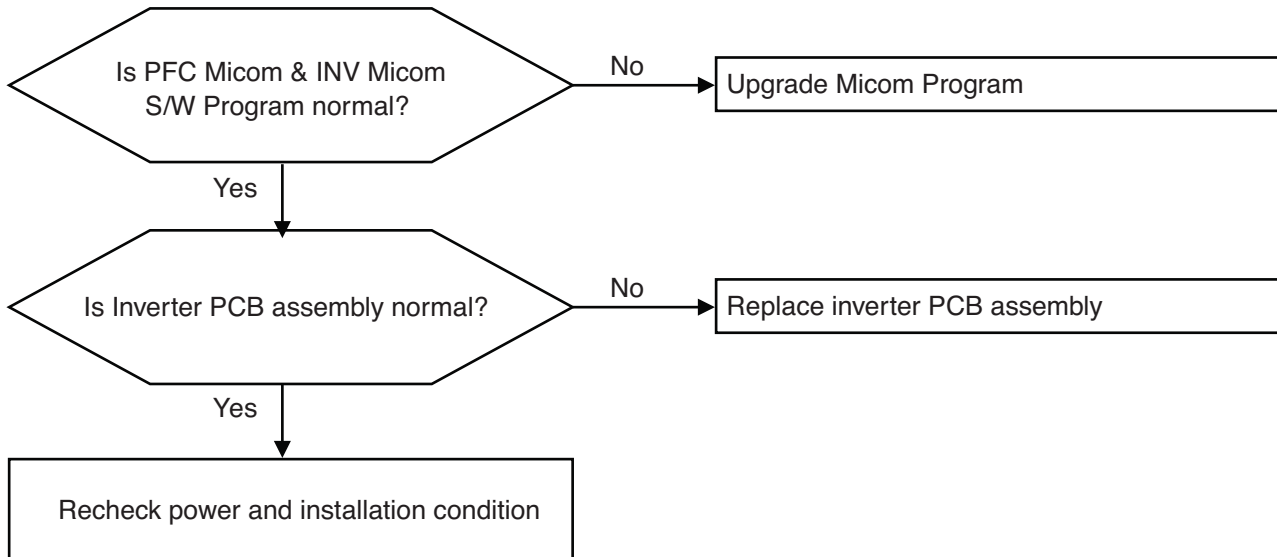 Is PFC Micom & INV Micom
S/W Program normal?
No
Upgrade Micom Program
Yes
Is Inverter PCB assembly normal?
No
Replace inverter PCB assembly
Yes
Recheck power and installation condition